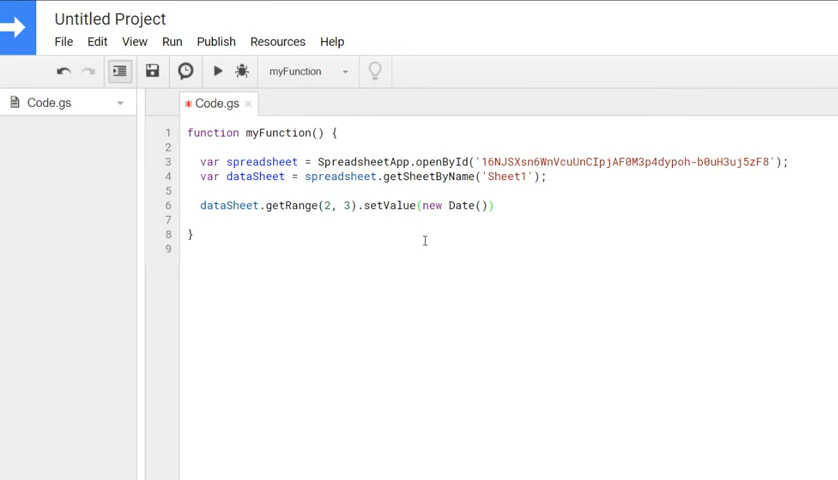 Untitled Project
File Edit View Run Publish Resources Help
myFunction
Code.gs
* Code.gs ×
1 function myFunction() {
2
3 var spreadsheet = SpreadsheetApp.openById('16NJSXsn6WnVcuUnCIpjAF0M3p4dypoh-b0uH3uj5zF8');
4 var dataSheet = spreadsheet.getSheetByName('Sheet1');
5
6 dataSheet.getRange(2, 3).setValue(new Date())
7
8 }
9